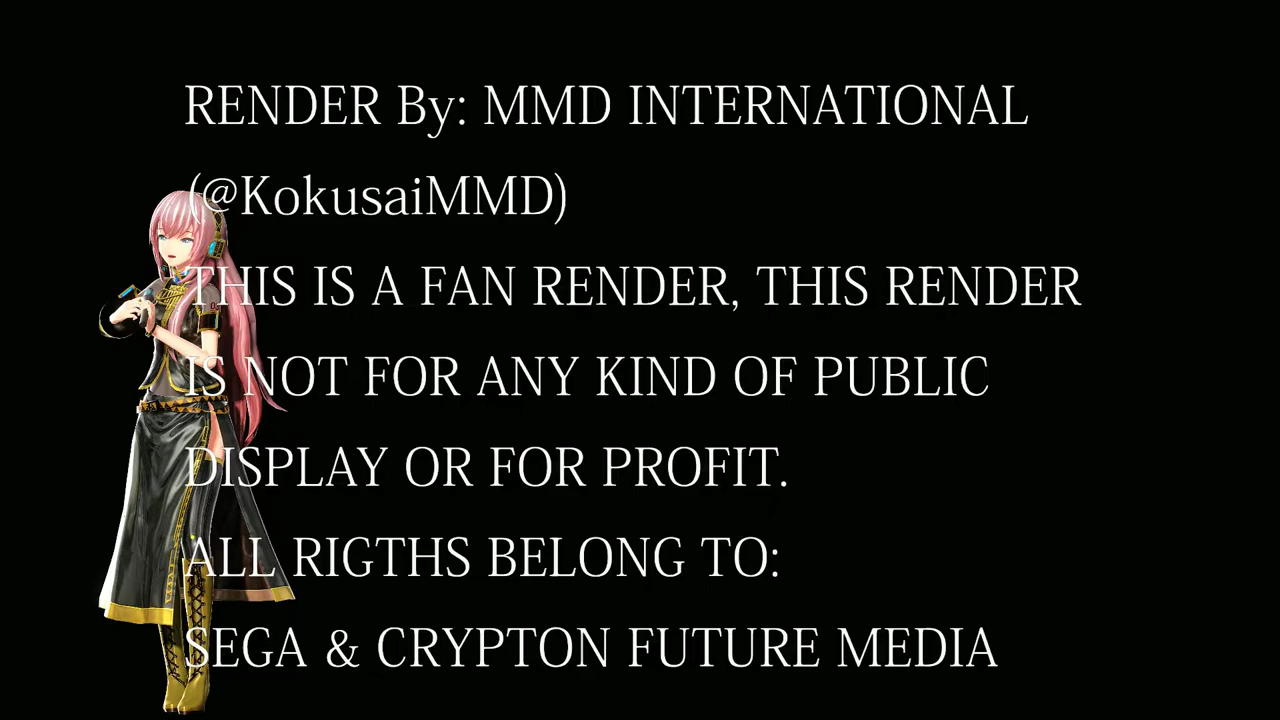 RENDER By: MMD INTERNATIONAL
(@KokusaiMMD)
THIS IS A FAN RENDER, THIS RENDER
IS NOT FOR ANY KIND OF PUBLIC
DISPLAY OR FOR PROFIT.
ALL RIGTHS BELONG TO:
SEGA & CRYPTON FUTURE MEDIA